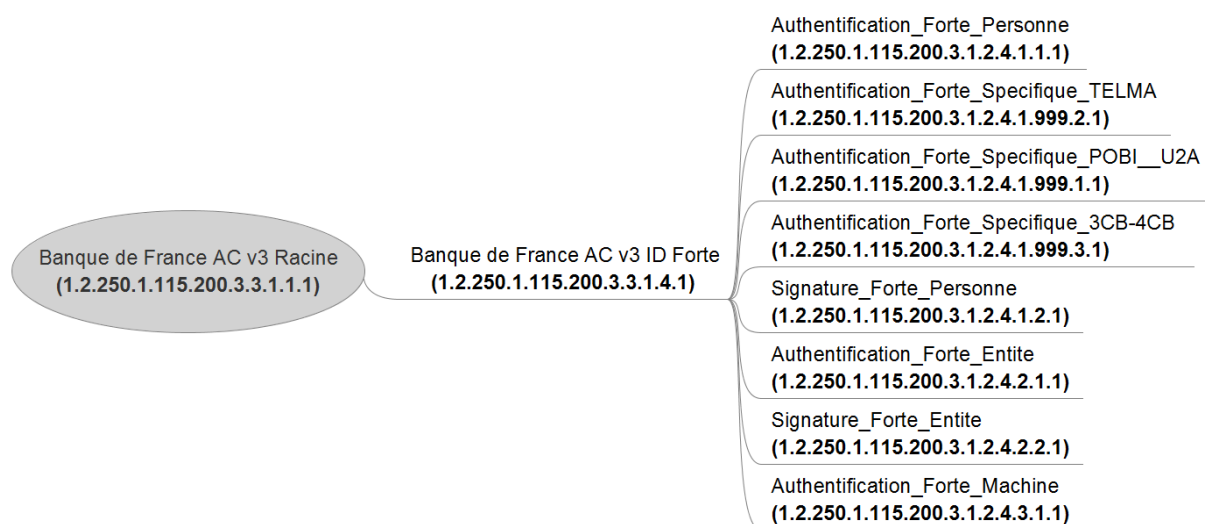 Banque de France AC v3 Racine
(1.2.250.1.115.200.3.3.1.1.1)
Banque de France AC v3 ID Forte
(1.2.250.1.115.200.3.3.1.4.1)
Authentification_Forte_Personne
(1.2.250.1.115.200.3.1.2.4.1.1.1)
Authentification_Forte_Specifique_TELMA
(1.2.250.1.115.200.3.1.2.4.1.999.2.1)
Authentification_Forte_Specifique_POBI__U2A
(1.2.250.1.115.200.3.1.2.4.1.999.1.1)
Authentification_Forte_Specifique_3CB-4CB
(1.2.250.1.115.200.3.1.2.4.1.999.3.1)
Signature_Forte_Personne
(1.2.250.1.115.200.3.1.2.4.1.2.1)
Authentification_Forte_Entite
(1.2.250.1.115.200.3.1.2.4.2.1.1)
Signature_Forte_Entite
(1.2.250.1.115.200.3.1.2.4.2.2.1)
Authentification_Forte_Machine
(1.2.250.1.115.200.3.1.2.4.3.1.1)